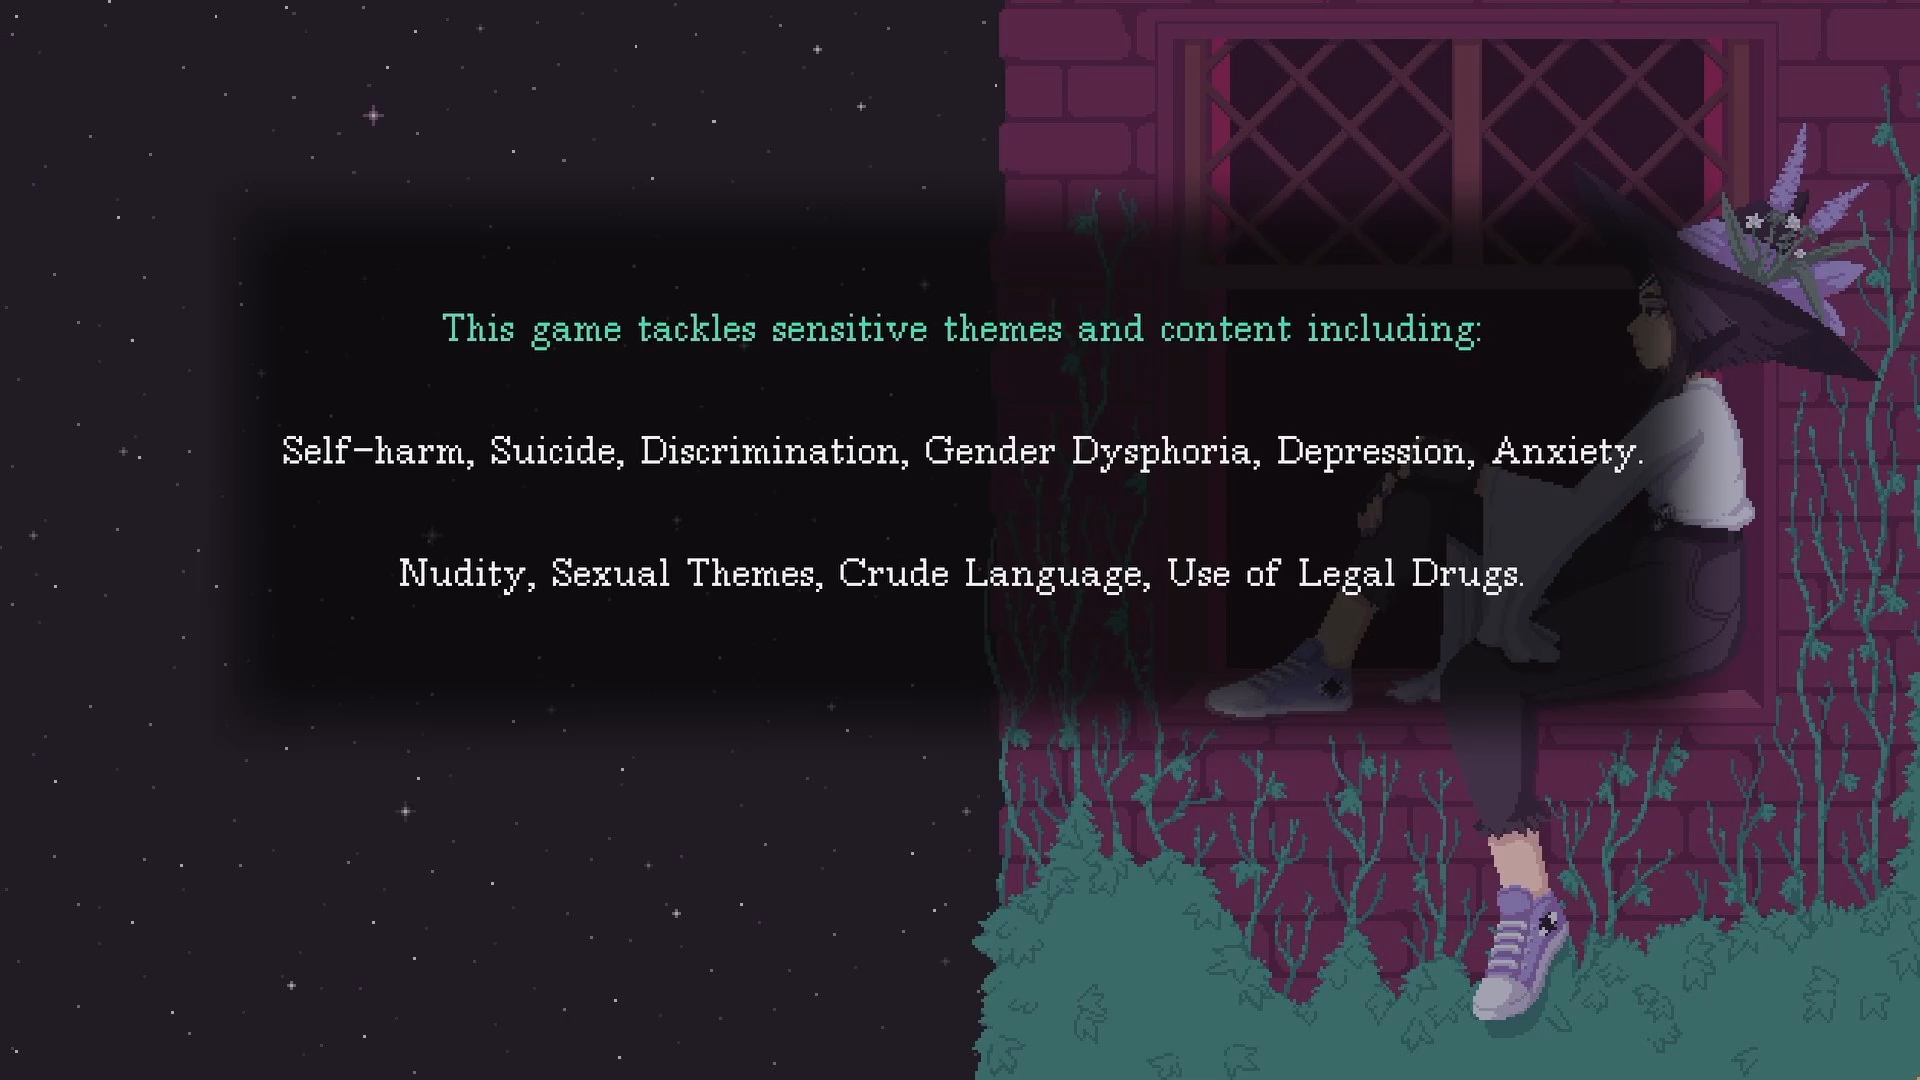 This game tackles sensitive themes and content including:
Self-harm, Suicide, Discrimination, Gender Dysphoria, Depression, Anxiety.
Nudity, Sexual Themes, Crude Language, Use of Legal Drugs.